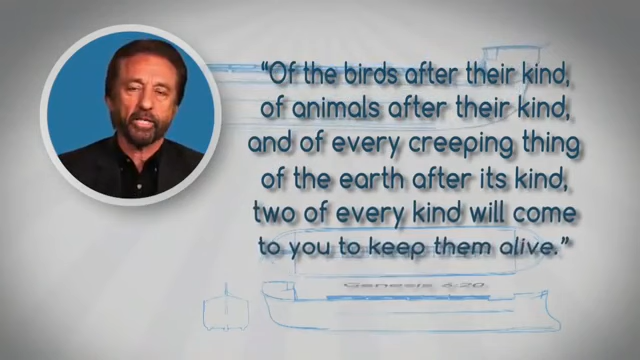 “Of the birds after their kind,
of animals after their kind,
and of every creeping thing
of the earth after its kind,
two of every kind will come
to you to keep them alive.”
Genesis 6:20